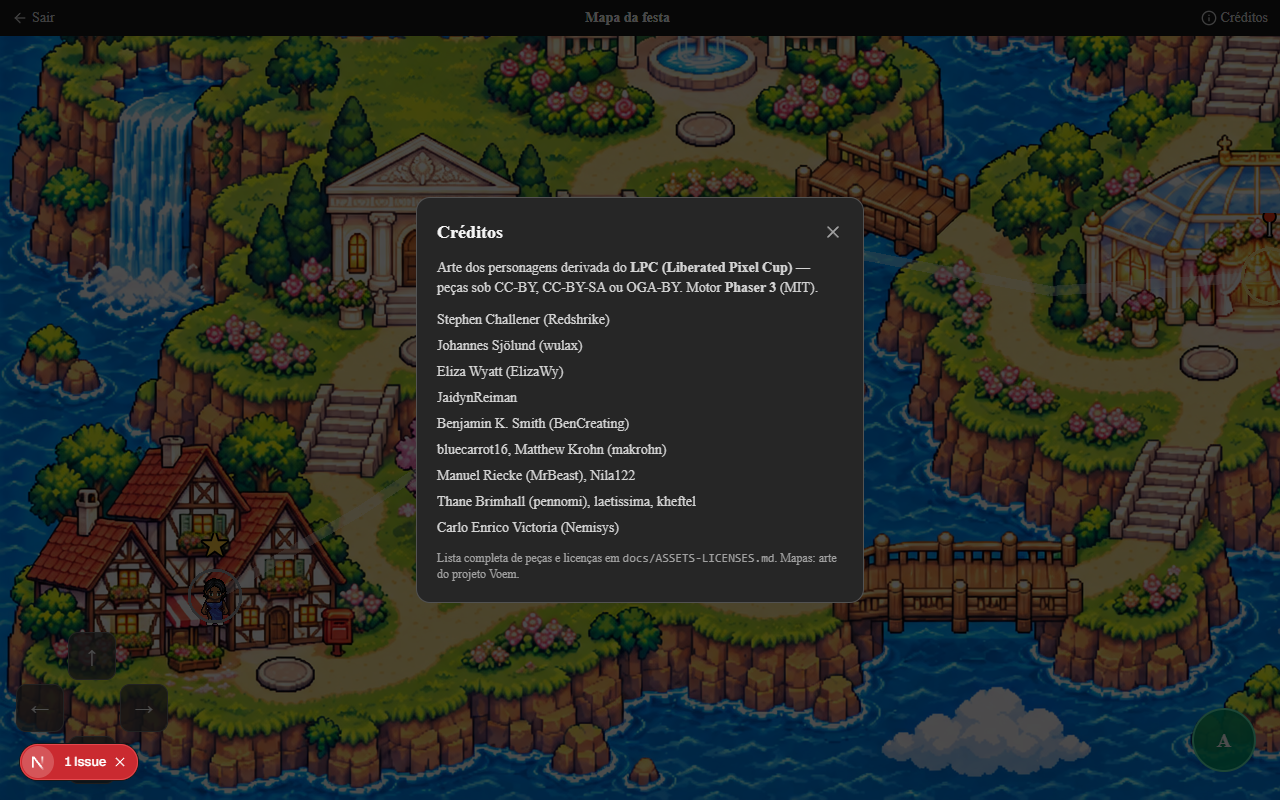 ← Sair
Mapa da festa
Créditos
Créditos
Arte dos personagens derivada do LPC (Liberated Pixel Cup) —
peças sob CC-BY, CC-BY-SA ou OGA-BY. Motor Phaser 3 (MIT).
Stephen Challener (Redshrike)
Johannes Sjölund (wulax)
Eliza Wyatt (ElizaWy)
JaidynReiman
Benjamin K. Smith (BenCreating)
bluecarrot16, Matthew Krohn (makrohn)
Manuel Riecke (MrBeast), Nila122
Thane Brimhall (pennomi), laetissima, kheftel
Carlo Enrico Victoria (Nemisys)
Lista completa de peças e licenças em docs/ASSETS-LICENSES.md. Mapas: arte
do projeto Voem.
↑
← →
A
N 1 Issue